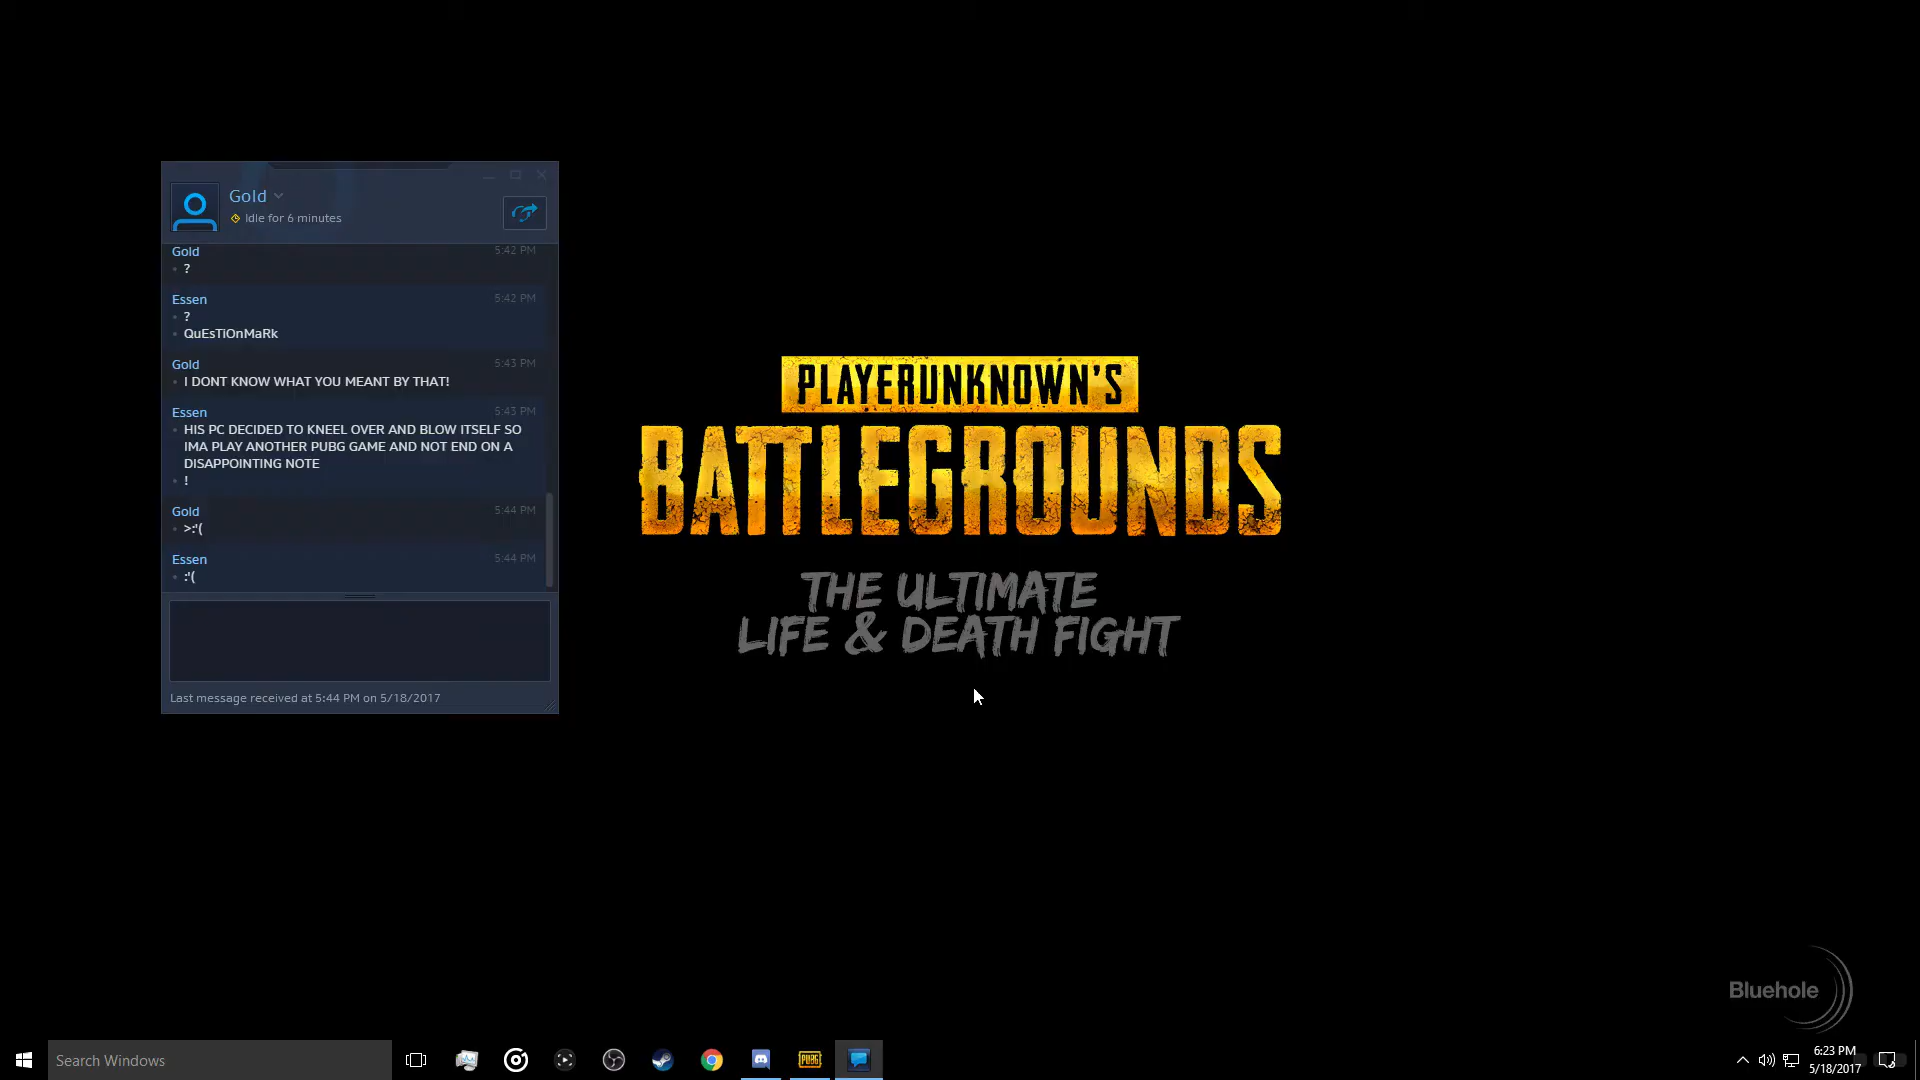 Gold
Idle for 6 minutes
Gold 5:42 PM
?
Essen 5:42 PM
?
QuEsTiOnMaRk
Gold 5:43 PM
I DONT KNOW WHAT YOU MEANT BY THAT!
Essen 5:43 PM
HIS PC DECIDED TO KNEEL OVER AND BLOW ITSELF SO
IMA PLAY ANOTHER PUBG GAME AND NOT END ON A
DISAPPOINTING NOTE
!
Gold 5:44 PM
>:'(
Essen 5:44 PM
:'(
Last message received at 5:44 PM on 5/18/2017
PLAYERUNKNOWN'S
BATTLEGROUNDS
THE ULTIMATE
LIFE & DEATH FIGHT
Bluehole
Search Windows
PUBG
6:23 PM
5/18/2017